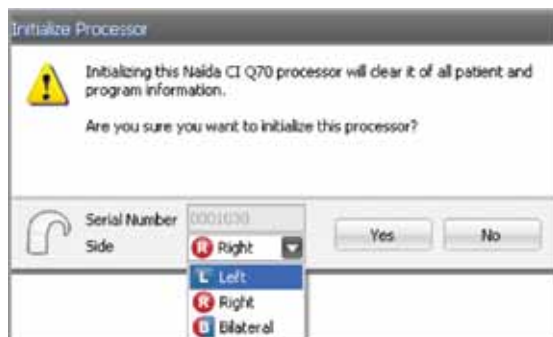 Initialize Processor
Initializing this Naída CI Q70 processor will clear it of all patient and
program information.
Are you sure you want to initialize this processor?
Serial Number 0001030
Side R Right Yes No
L Left
R Right
B Bilateral